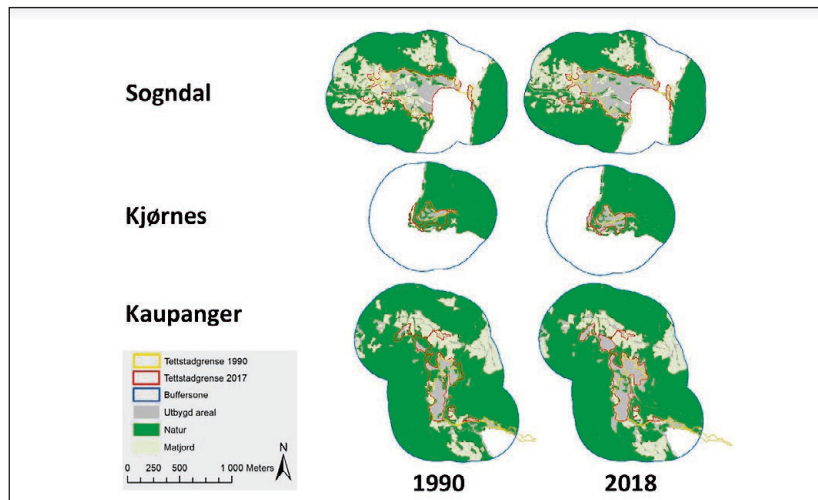 Sogndal
Kjørnes
Kaupanger
Tettstadgrense 1990
Tettstadgrense 2017
Buffersone
Utbygd areal
Natur
Matjord
N
0 250 500 1 000 Meters
1990 2018